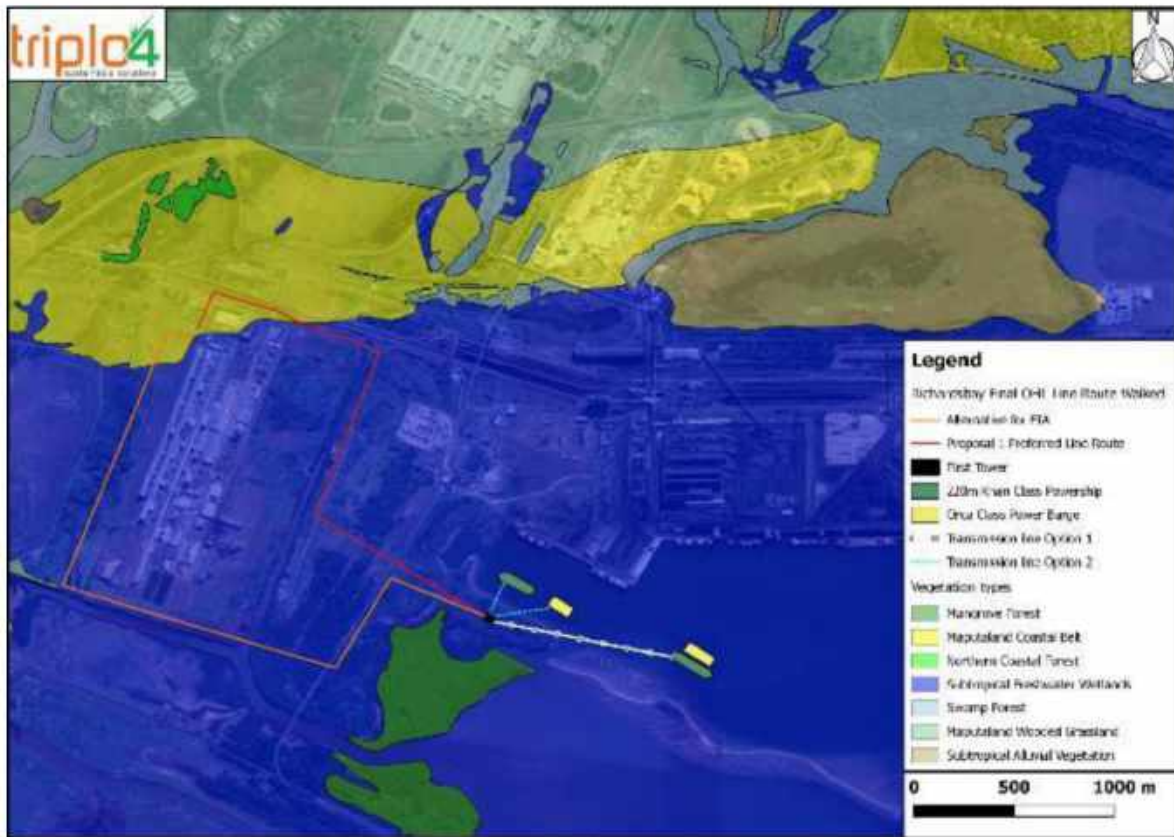 triplo4
sustainable solutions
N
Legend
Richardsbay Final OHL Line Route Walked
Alternative for EIA
Proposal 1 Preferred Line Route
First Tower
220m Khan Class Powership
Orca Class Power Barge
Transmission line Option 1
Transmission line Option 2
Vegetation types
Mangrove Forest
Maputaland Coastal Belt
Northern Coastal Forest
Subtropical Freshwater Wetlands
Swamp Forest
Maputaland Wooded Grassland
Subtropical Alluvial Vegetation
0 500 1000 m